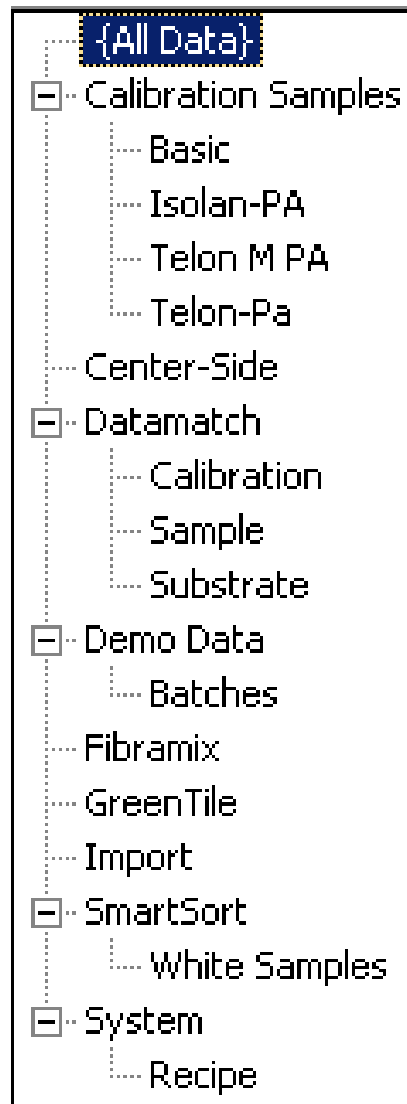 {All Data}
Calibration Samples
Basic
Isolan-PA
Telon M PA
Telon-Pa
Center-Side
Datamatch
Calibration
Sample
Substrate
Demo Data
Batches
Fibramix
GreenTile
Import
SmartSort
White Samples
System
Recipe